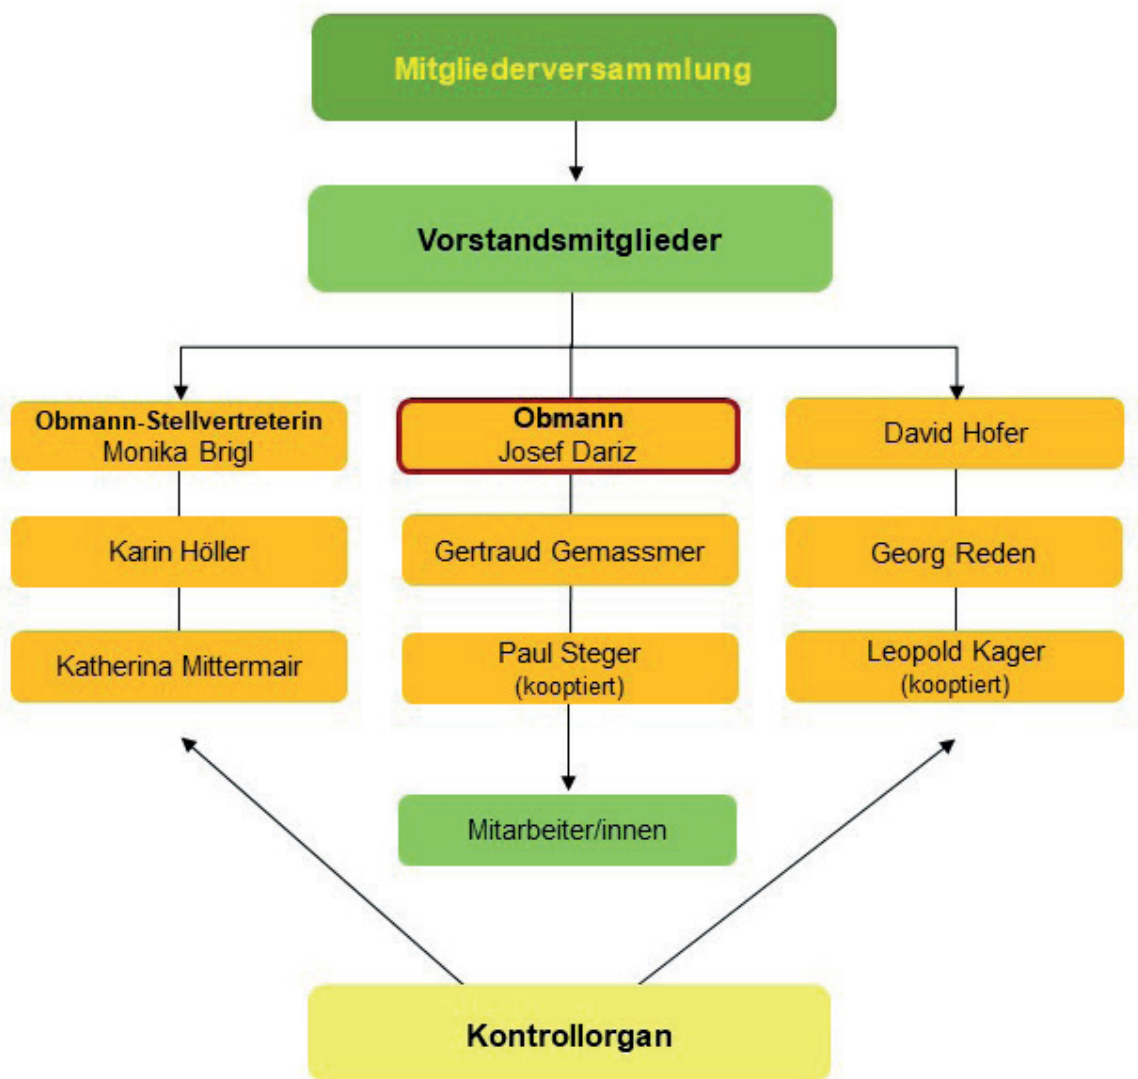 Mitgliederversammlung
Vorstandsmitglieder
Obmann-Stellvertreterin
Monika Brigl
Obmann
Josef Dariz
David Hofer
Karin Höller
Gertraud Gemassmer
Georg Reden
Katherina Mittermair
Paul Steger
(kooptiert)
Leopold Kager
(kooptiert)
Mitarbeiter/innen
Kontrollorgan